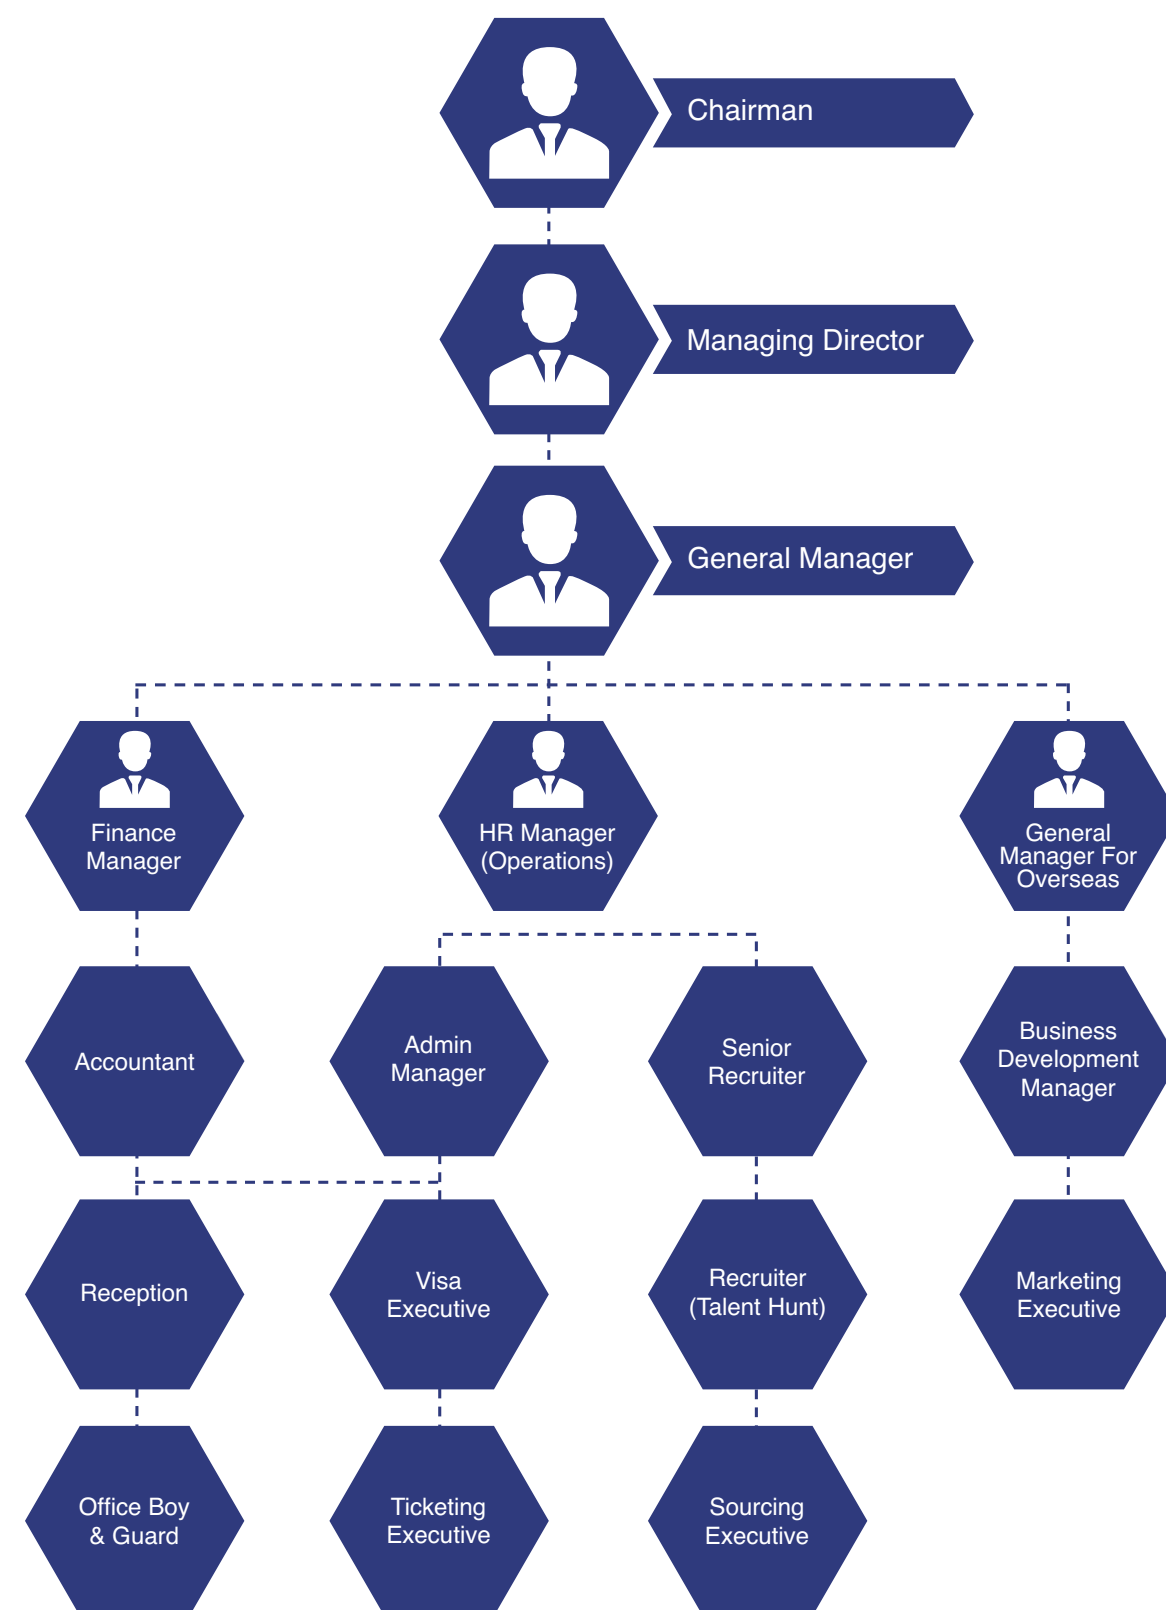 Chairman
Managing Director
General Manager
Finance
Manager
HR Manager
(Operations)
General
Manager For
Overseas
Accountant
Admin
Manager
Senior
Recruiter
Business
Development
Manager
Reception
Visa
Executive
Recruiter
(Talent Hunt)
Marketing
Executive
Office Boy
& Guard
Ticketing
Executive
Sourcing
Executive